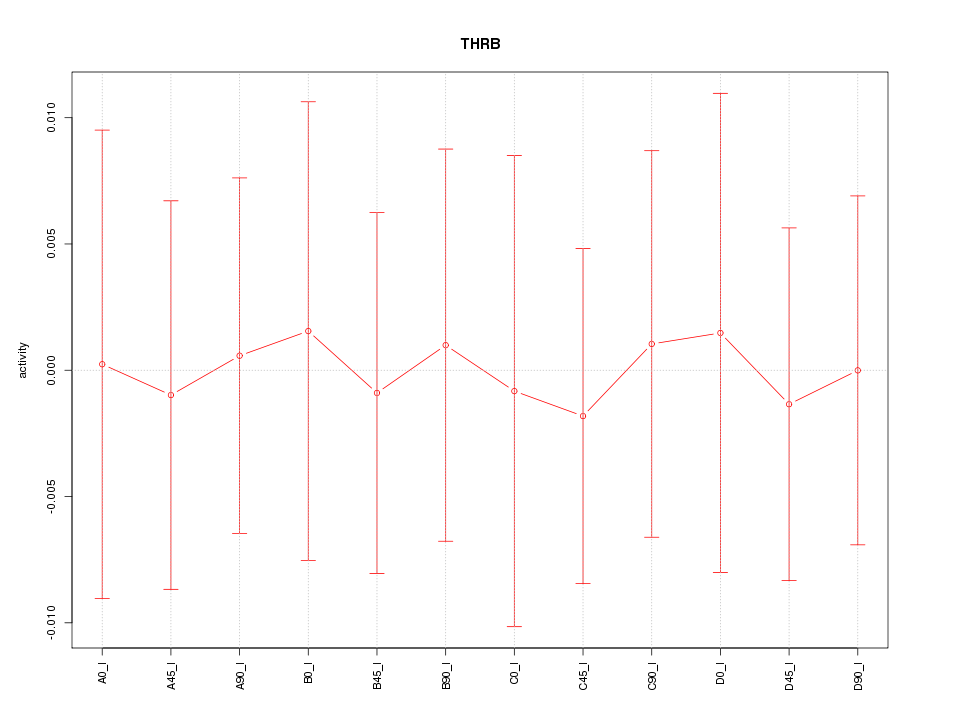 THRB
activity
0.010
0.005
0.000
-0.005
-0.010
A0_I
A45_I
A90_I
B0_I
B45_I
B90_I
C0_I
C45_I
C90_I
D0_I
D45_I
D90_I